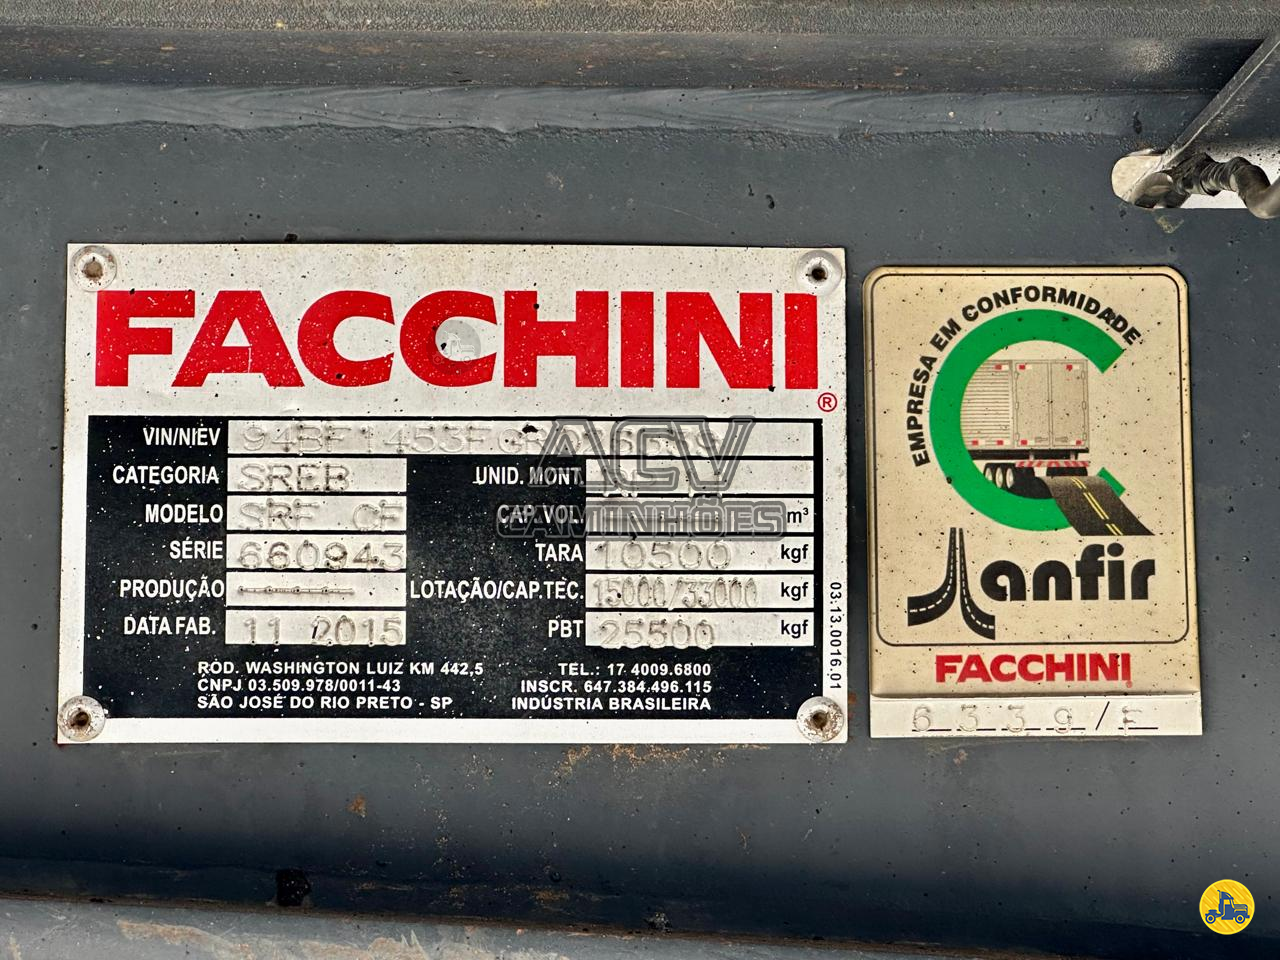 FACCHINI®
VIN/NIEV
CATEGORIA SREB UNID. MONT.
MODELO SRF CF CAP. VOL. m³
SÉRIE 660943 TARA 10500 kgf
PRODUÇÃO LOTAÇÃO/CAP.TEC. 15000/33000 kgf
DATA FAB. 11 2015 PBT 25500 kgf
ROD. WASHINGTON LUIZ KM 442,5 TEL.: 17 4009.6800
CNPJ 03.509.978/0011-43 INSCR. 647.384.496.115
SÃO JOSÉ DO RIO PRETO - SP INDÚSTRIA BRASILEIRA
03.13.0016.01
ACV
CAMINHÕES
EMPRESA EM CONFORMIDADE
anfir
FACCHINI
6339/F